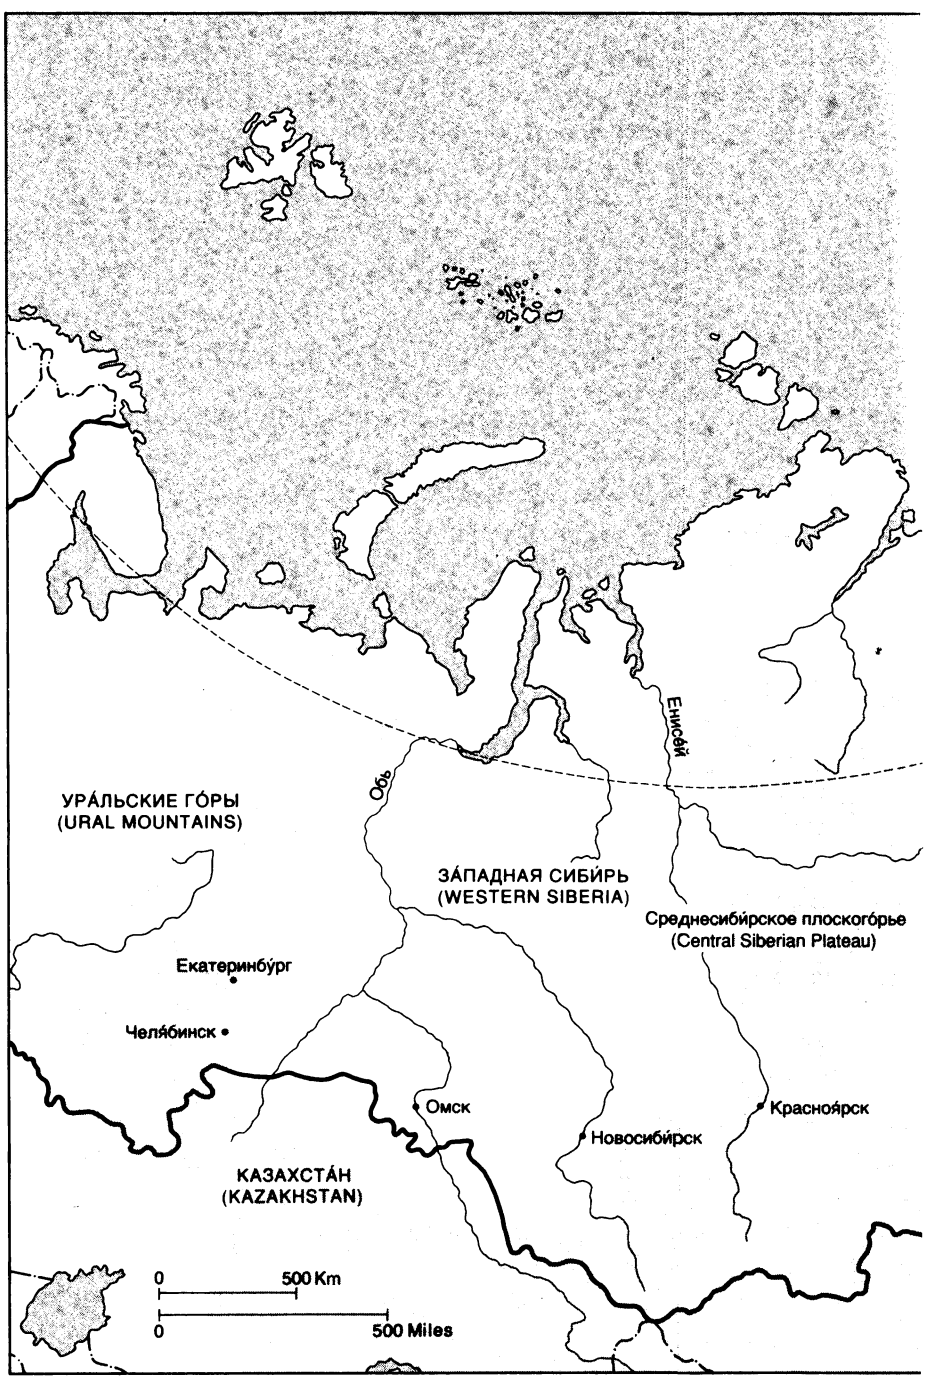 Енисе́й
Обь
УРА́ЛЬСКИЕ ГО́РЫ
(URAL MOUNTAINS)
ЗА́ПАДНАЯ СИБИ́РЬ
(WESTERN SIBERIA)
Среднесиби́рское плоского́рье
(Central Siberian Plateau)
Екатеринбу́рг
Челя́бинск
Омск
Красноя́рск
Новосиби́рск
КАЗАХСТА́Н
(KAZAKHSTAN)
0 500 Km
0 500 Miles